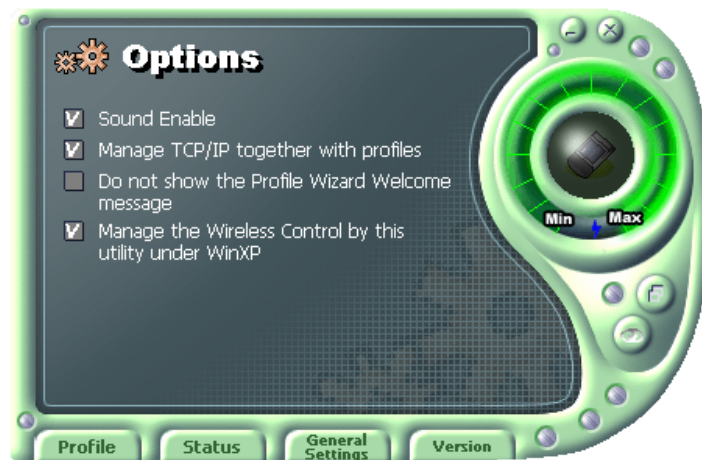 Options
Sound Enable
Manage TCP/IP together with profiles
Do not show the Profile Wizard Welcome
message
Manage the Wireless Control by this
utility under WinXP
Min
Max
Profile
Status
General
Settings
Version